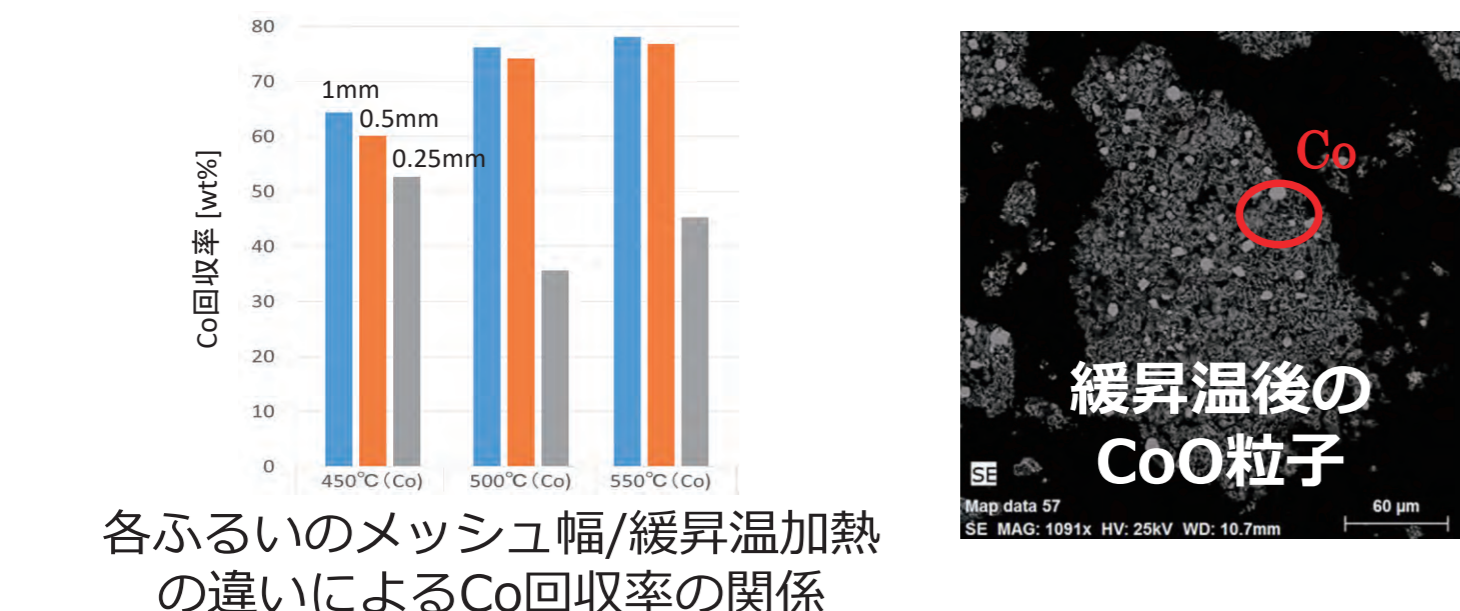 80
70
60
50
40
30
20
10
0
Co回収率 [wt%]
1mm
0.5mm
0.25mm
450℃（Co)
500℃（Co)
550℃（Co)
各ふるいのメッシュ幅/緩昇温加熱
の違いによるCo回収率の関係
Co
緩昇温後の
CoO粒子
SE
Map data 57
SE MAG: 1091x HV: 25kV WD: 10.7mm
60 µm